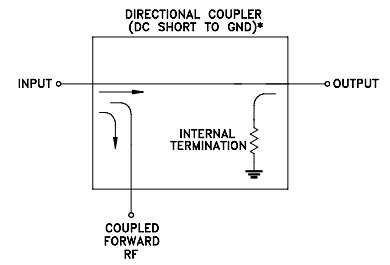 DIRECTIONAL COUPLER
(DC SHORT TO GND)*
INPUT
OUTPUT
INTERNAL
TERMINATION
COUPLED
FORWARD
RF